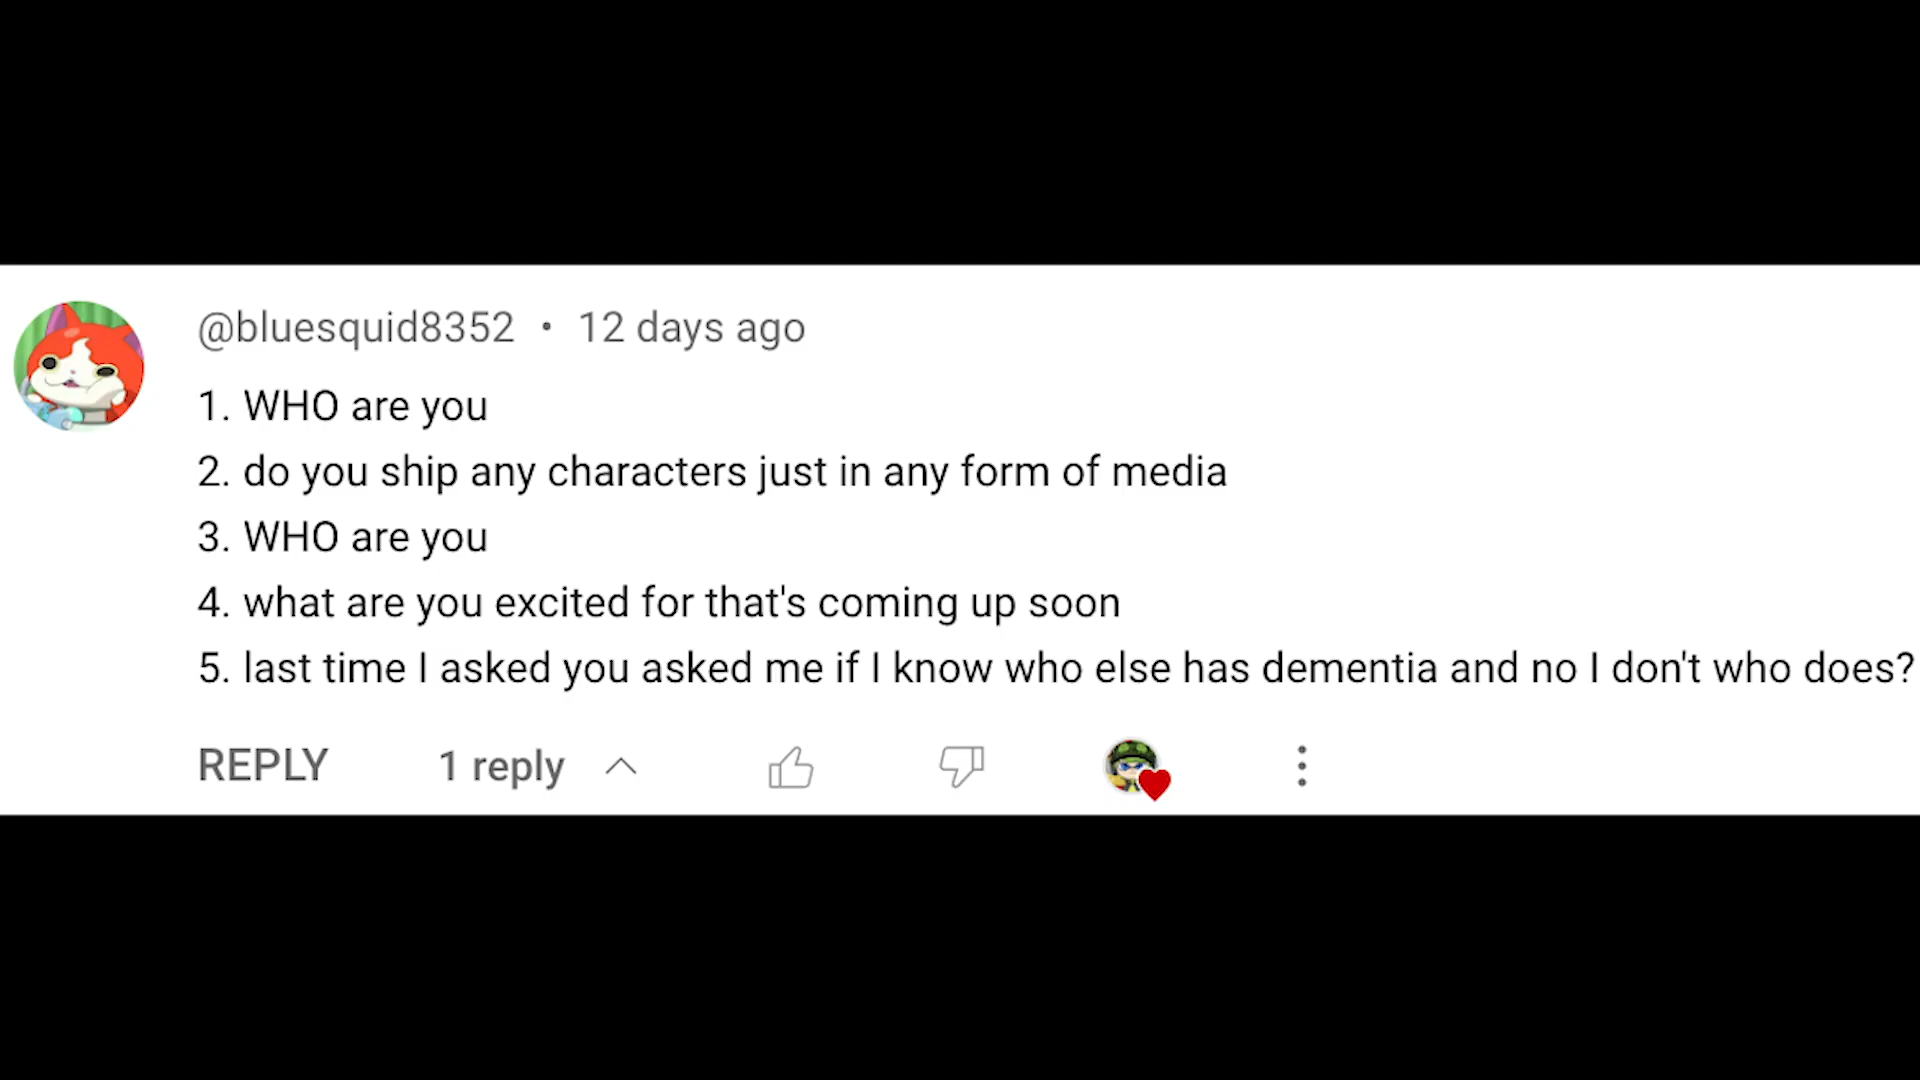 @bluesquid8352 • 12 days ago
1. WHO are you
2. do you ship any characters just in any form of media
3. WHO are you
4. what are you excited for that's coming up soon
5. last time I asked you asked me if I know who else has dementia and no I don't who does?
REPLY 1 reply